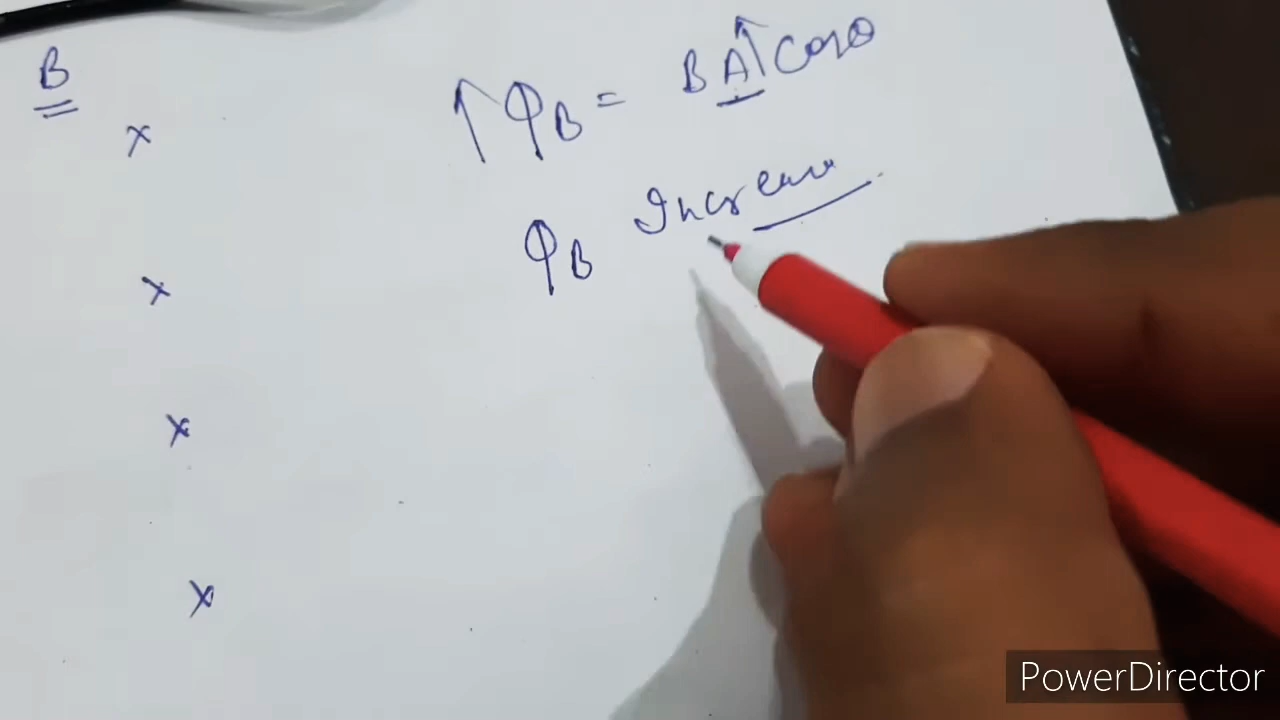 B
x
↑ φB = BA↑ Cosθ
φB Increase
x
x
x
PowerDirector